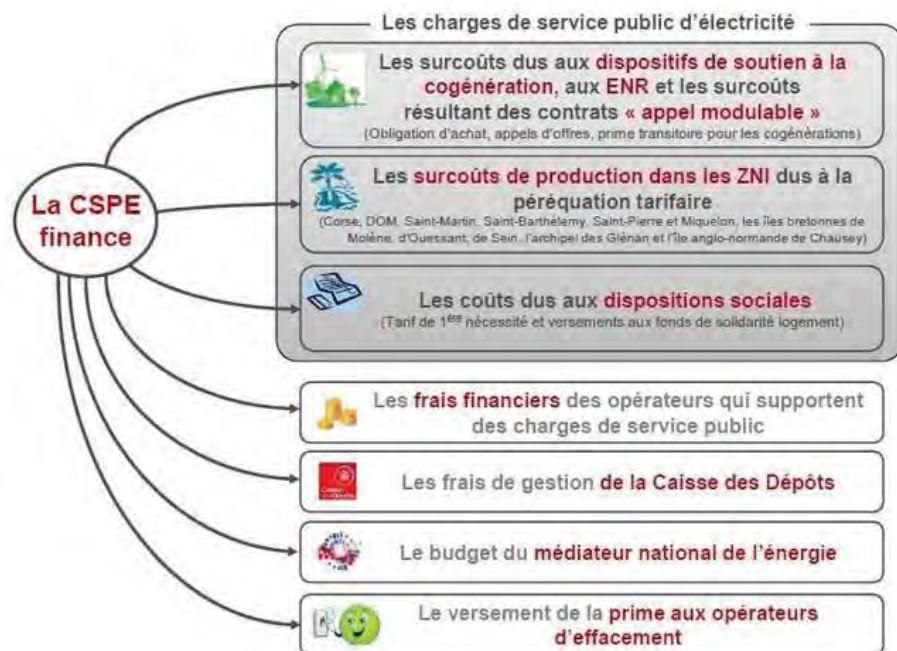 Les charges de service public d'électricité
Les surcoûts dus aux dispositifs de soutien à la
cogénération, aux ENR et les surcoûts
résultant des contrats « appel modulable »
(Obligation d'achat, appels d'offres, prime transitoire pour les cogénérations)
La CSPE
finance
Les surcoûts de production dans les ZNI dus à la
péréquation tarifaire
(Corse, DOM, Saint-Martin, Saint-Barthélemy, Saint-Pierre et Miquelon, les îles bretonnes de
Molène, d'Ouessant, de Sein, l'archipel des Glénan et l'île anglo-normande de Chausey)
Les coûts dus aux dispositions sociales
(Tarif de 1ère nécessité et versements aux fonds de solidarité logement)
Les frais financiers des opérateurs qui supportent
des charges de service public
Les frais de gestion de la Caisse des Dépôts
Le budget du médiateur national de l'énergie
Le versement de la prime aux opérateurs
d'effacement